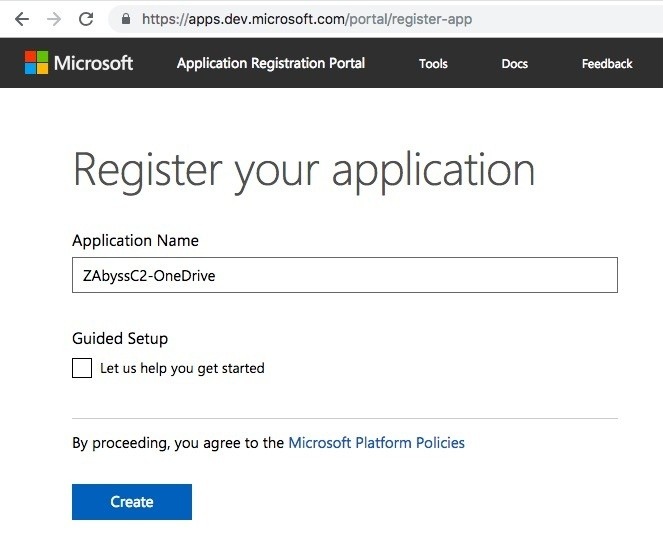 https://apps.dev.microsoft.com/portal/register-app
Microsoft Application Registration Portal Tools Docs Feedback
Register your application
Application Name
ZAbyssC2-OneDrive
Guided Setup
Let us help you get started
By proceeding, you agree to the Microsoft Platform Policies
Create